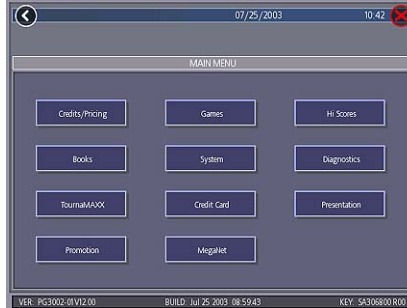 07/25/2003 10:42
MAIN MENU
Credits/Pricing Games Hi Scores
Books System Diagnostics
TournaMAXX Credit Card Presentation
Promotion MegaNet
VER: PG3002-01V12.00 BUILD: Jul 25 2003 08:59:43 KEY: SA306800 R00